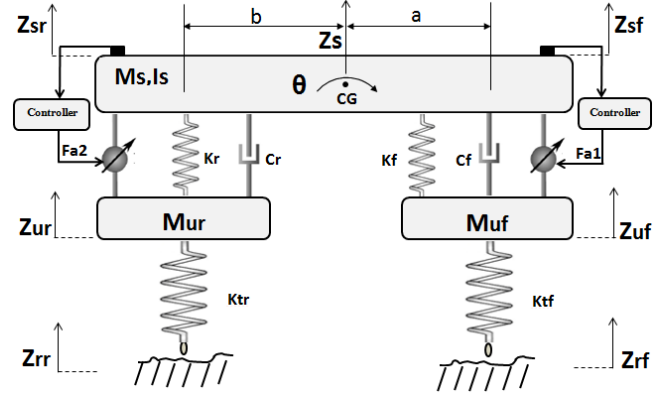 Zsr
b
a
Zs
Zsf
Ms,Is
θ
CG
Controller
Controller
Fa2
Kr
Cr
Kf
Cf
Fa1
Zur
Mur
Muf
Zuf
Ktr
Ktf
Zrr
Zrf